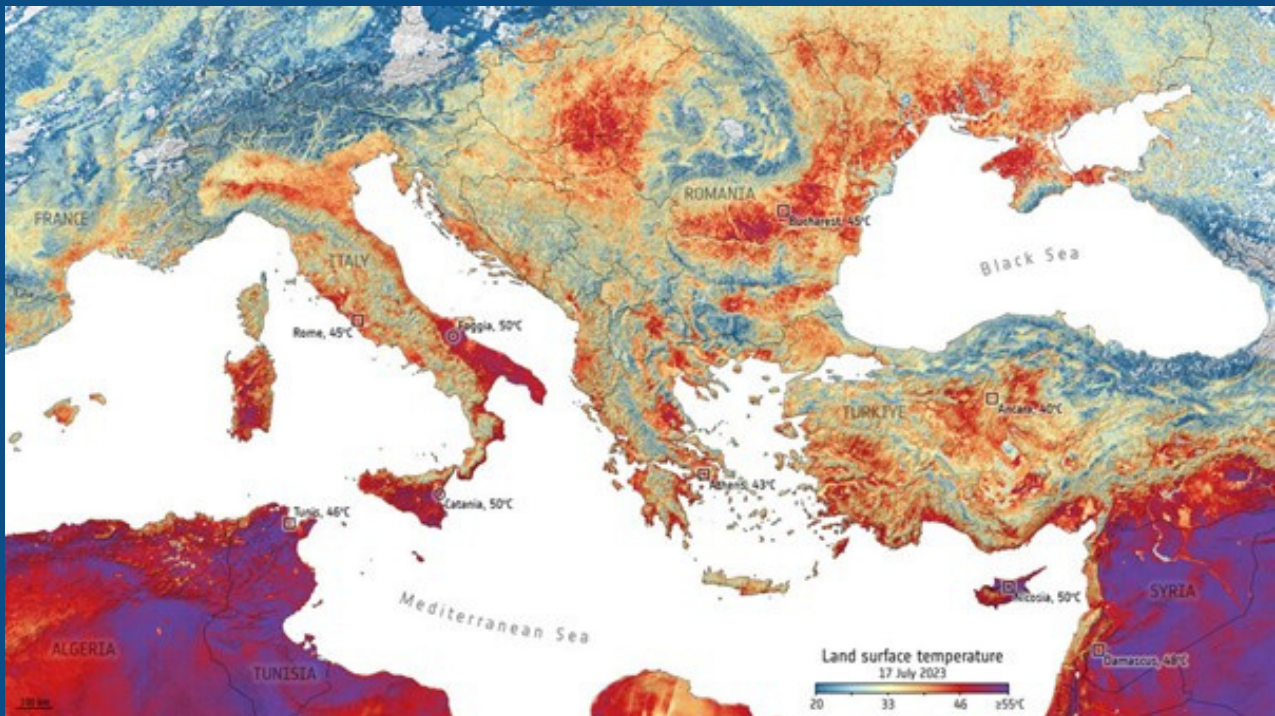 FRANCE
ROMANIA
Bucharest, 45°C
ITALY
Black Sea
Rome, 45°C
Foggia, 50°C
TÜRKIYE
Ancara, 40°C
Athens, 43°C
Catania, 50°C
Tunis, 46°C
Nicosia, 50°C
SYRIA
Mediterranean Sea
ALGERIA
TUNISIA
Damascus, 48°C
Land surface temperature
17 July 2023
20 33 46 ≥55°C